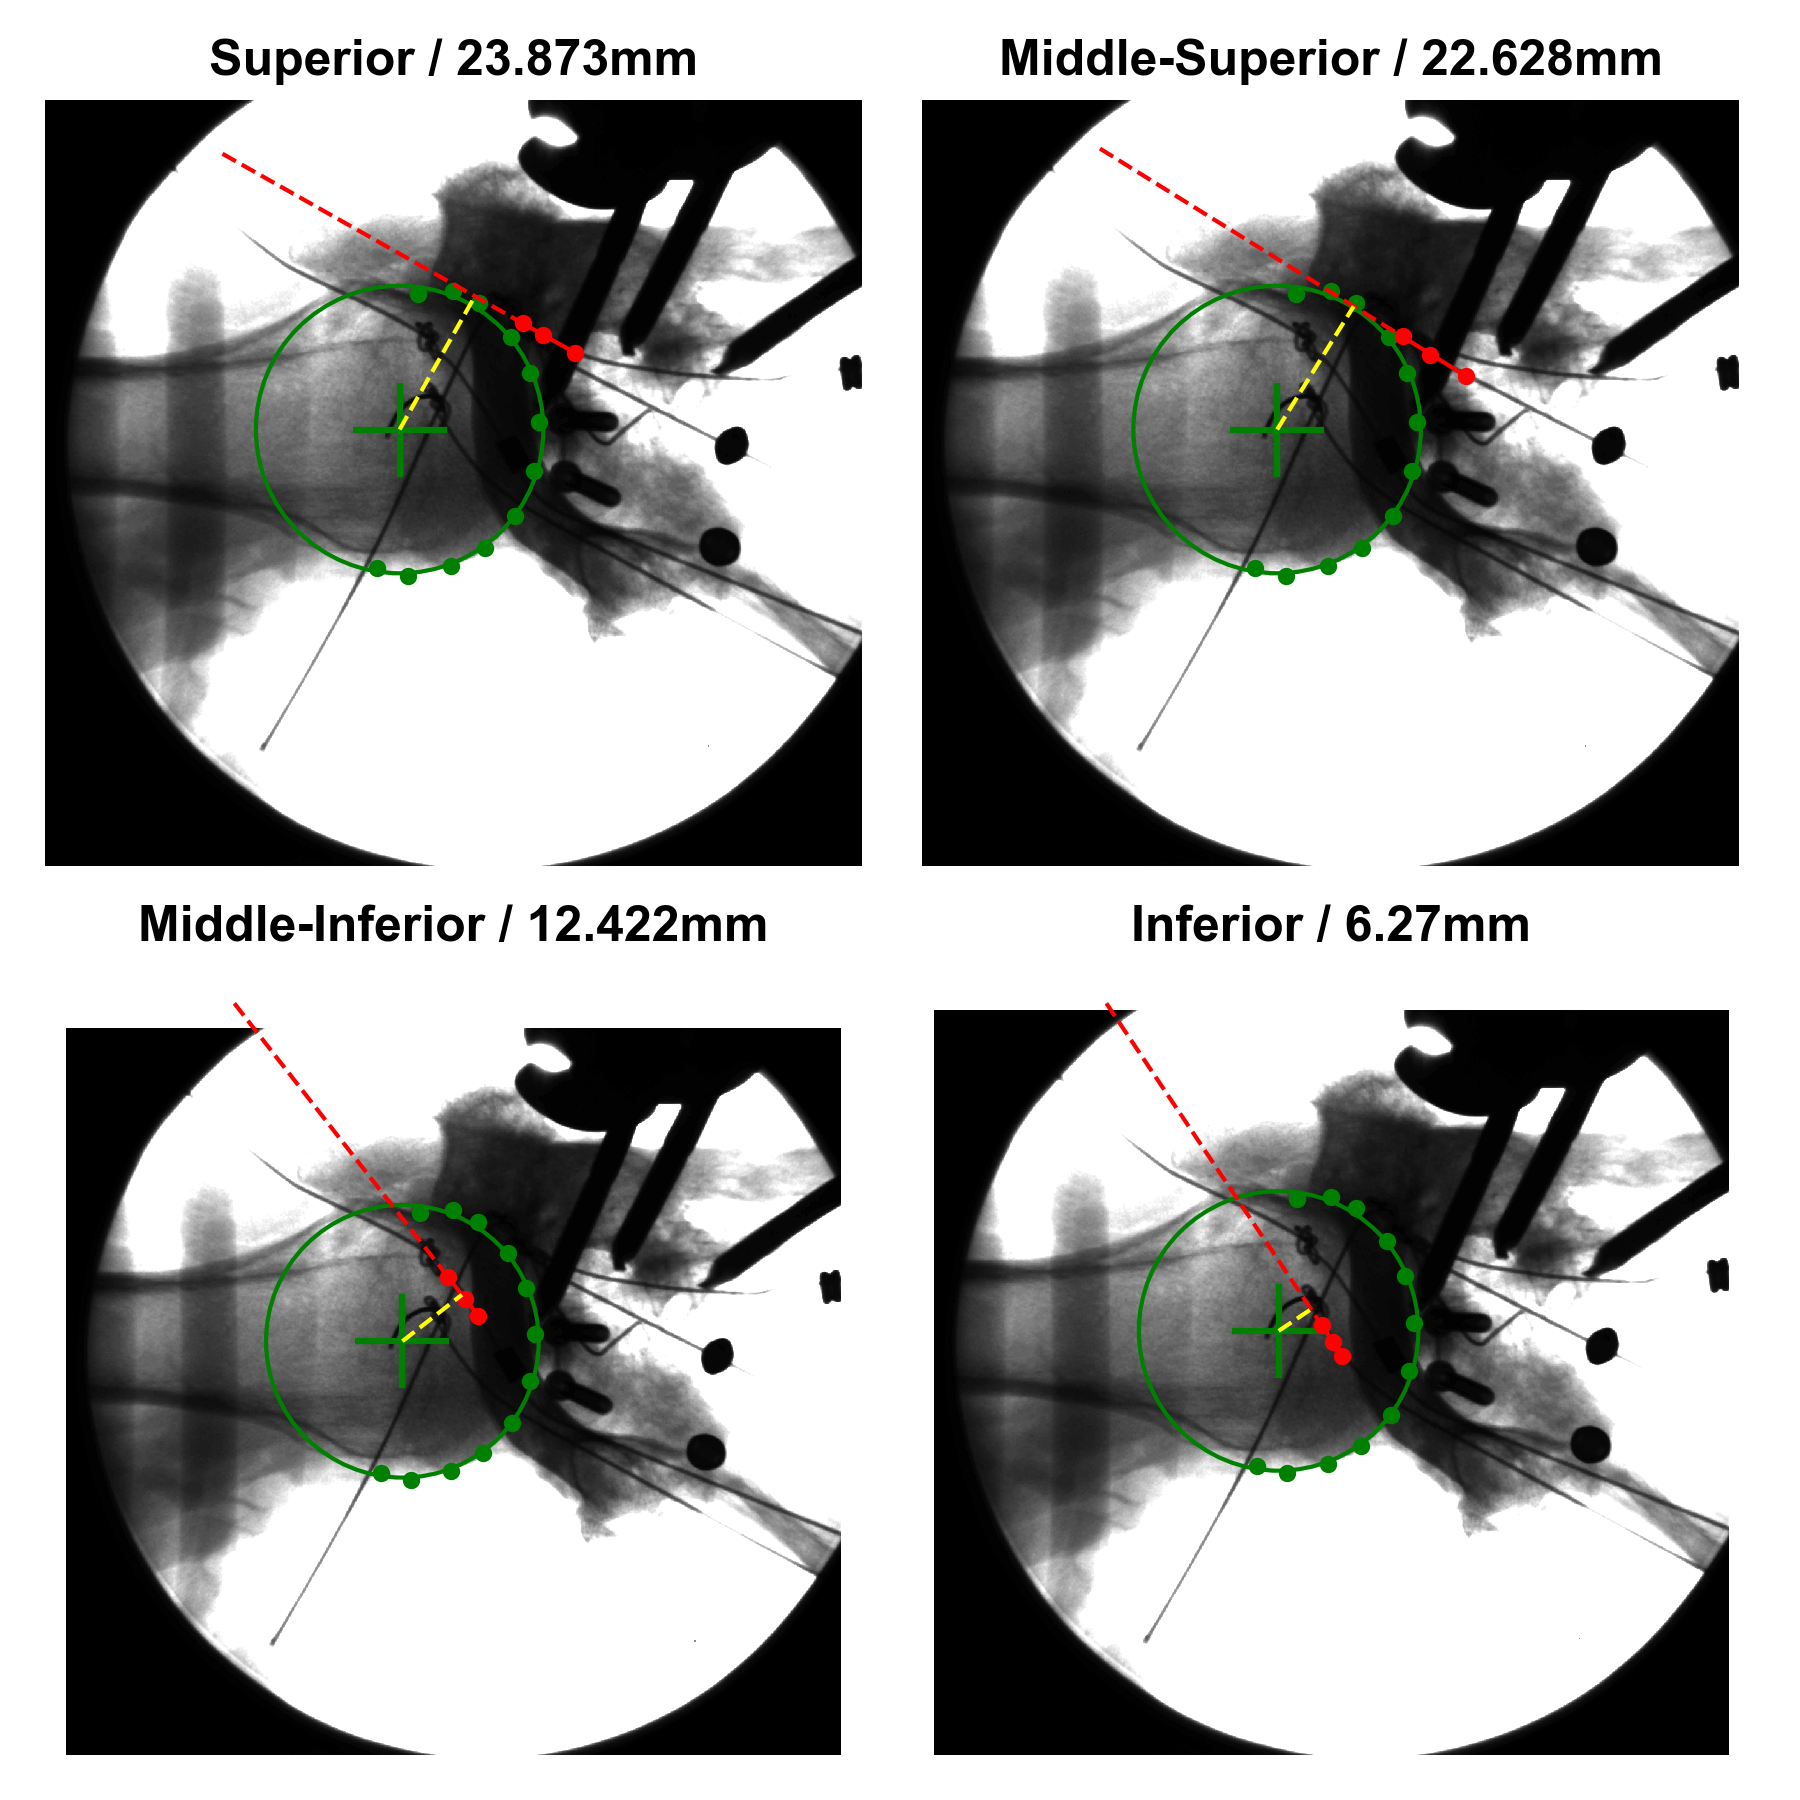 Superior / 23.873mm
Middle-Superior / 22.628mm
Middle-Inferior / 12.422mm
Inferior / 6.27mm